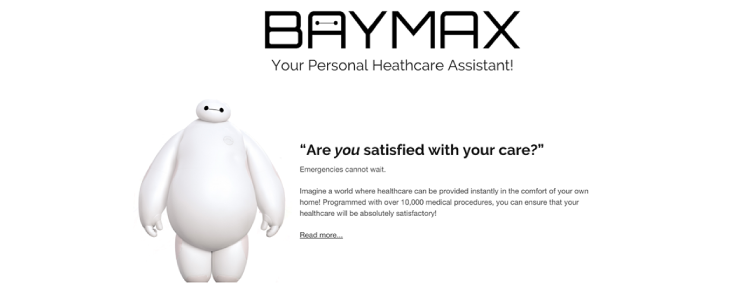 BAYMAX
Your Personal Heathcare Assistant!
“Are you satisfied with your care?”
Emergencies cannot wait.
Imagine a world where healthcare can be provided instantly in the comfort of your own
home! Programmed with over 10,000 medical procedures, you can ensure that your
healthcare will be absolutely satisfactory!
Read more...